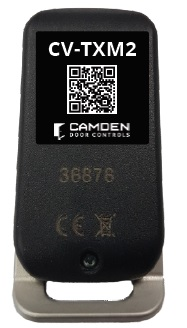 CV-TXM2
CAMDEN
DOOR CONTROLS
36876
CE